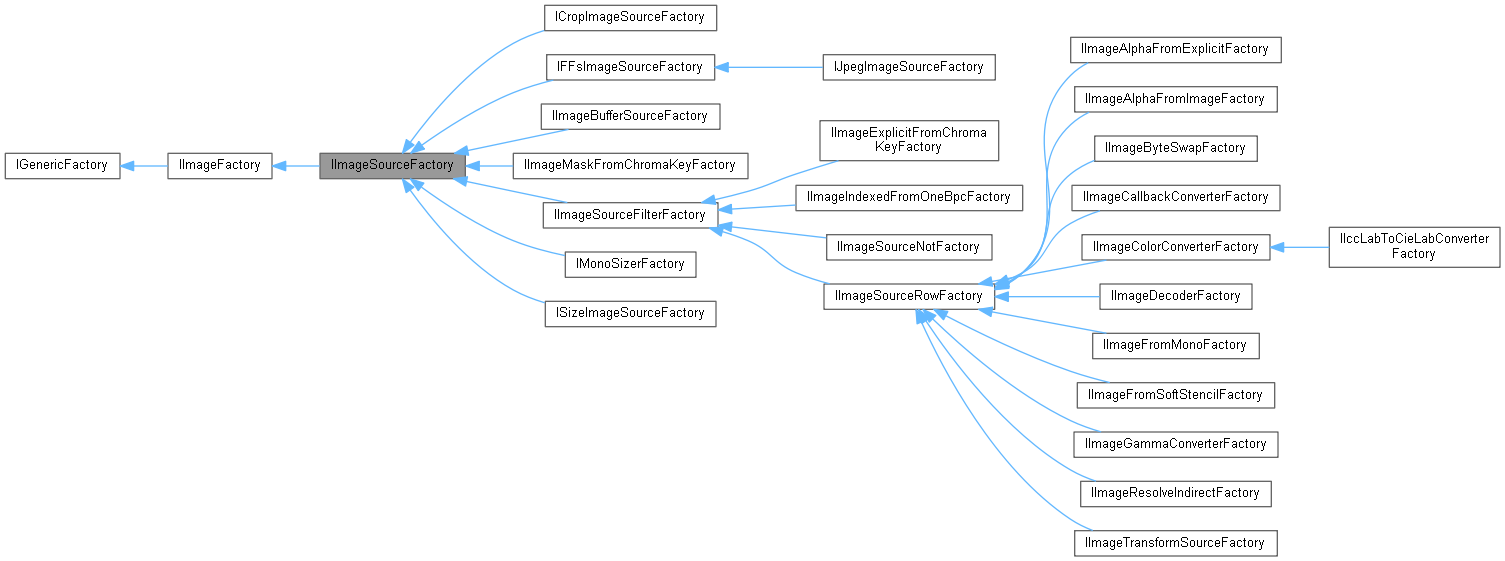 IGenericFactory
IImageFactory
IImageSourceFactory
ICropImageSourceFactory
IFFsImageSourceFactory
IJpegImageSourceFactory
IImageBufferSourceFactory
IImageMaskFromChromaKeyFactory
IImageSourceFilterFactory
IMonoSizerFactory
ISizeImageSourceFactory
IImageExplicitFromChroma
KeyFactory
IImageIndexedFromOneBpcFactory
IImageSourceNotFactory
IImageSourceRowFactory
IImageAlphaFromExplicitFactory
IImageAlphaFromImageFactory
IImageByteSwapFactory
IImageCallbackConverterFactory
IImageColorConverterFactory
IIccLabToCieLabConverter
Factory
IImageDecoderFactory
IImageFromMonoFactory
IImageFromSoftStencilFactory
IImageGammaConverterFactory
IImageResolveIndirectFactory
IImageTransformSourceFactory